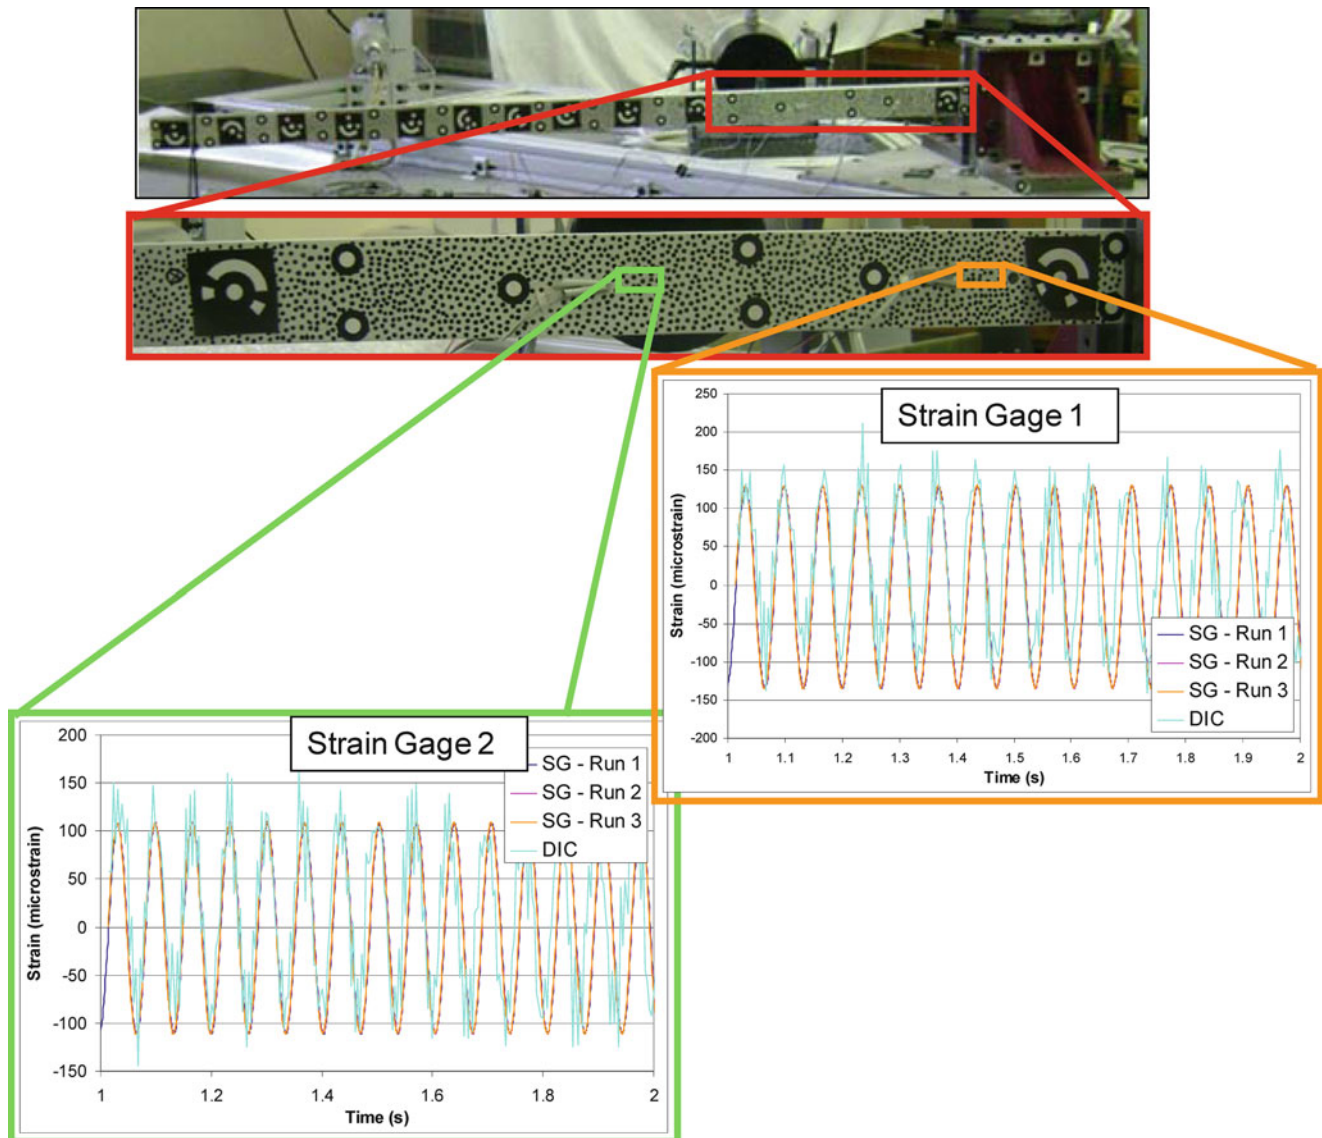 Strain Gage 1
250
200
150
100
50
0
-50
-100
-150
-200
Strain (microstrain)
SG - Run 1
SG - Run 2
SG - Run 3
DIC
1 1.1 1.2 1.3 1.4 1.5 1.6 1.7 1.8 1.9 2
Time (s)
Strain Gage 2
200
150
100
50
0
-50
-100
-150
Strain (microstrain)
SG - Run 1
SG - Run 2
SG - Run 3
DIC
1 1.2 1.4 1.6 1.8 2
Time (s)